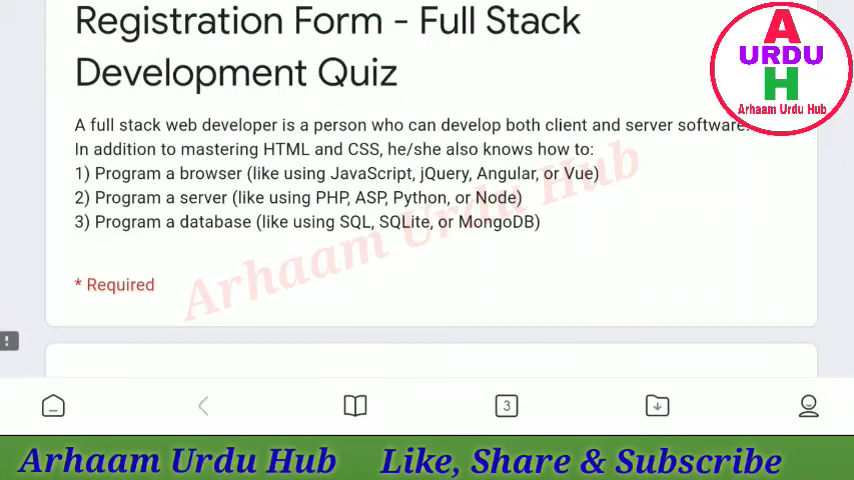 Registration Form - Full Stack
Development Quiz
A
URDU
H
Arhaam Urdu Hub
A full stack web developer is a person who can develop both client and server software.
In addition to mastering HTML and CSS, he/she also knows how to:
1) Program a browser (like using JavaScript, jQuery, Angular, or Vue)
2) Program a server (like using PHP, ASP, Python, or Node)
3) Program a database (like using SQL, SQLite, or MongoDB)
Arhaam Urdu Hub
* Required
!
3
Arhaam Urdu Hub Like, Share & Subscribe